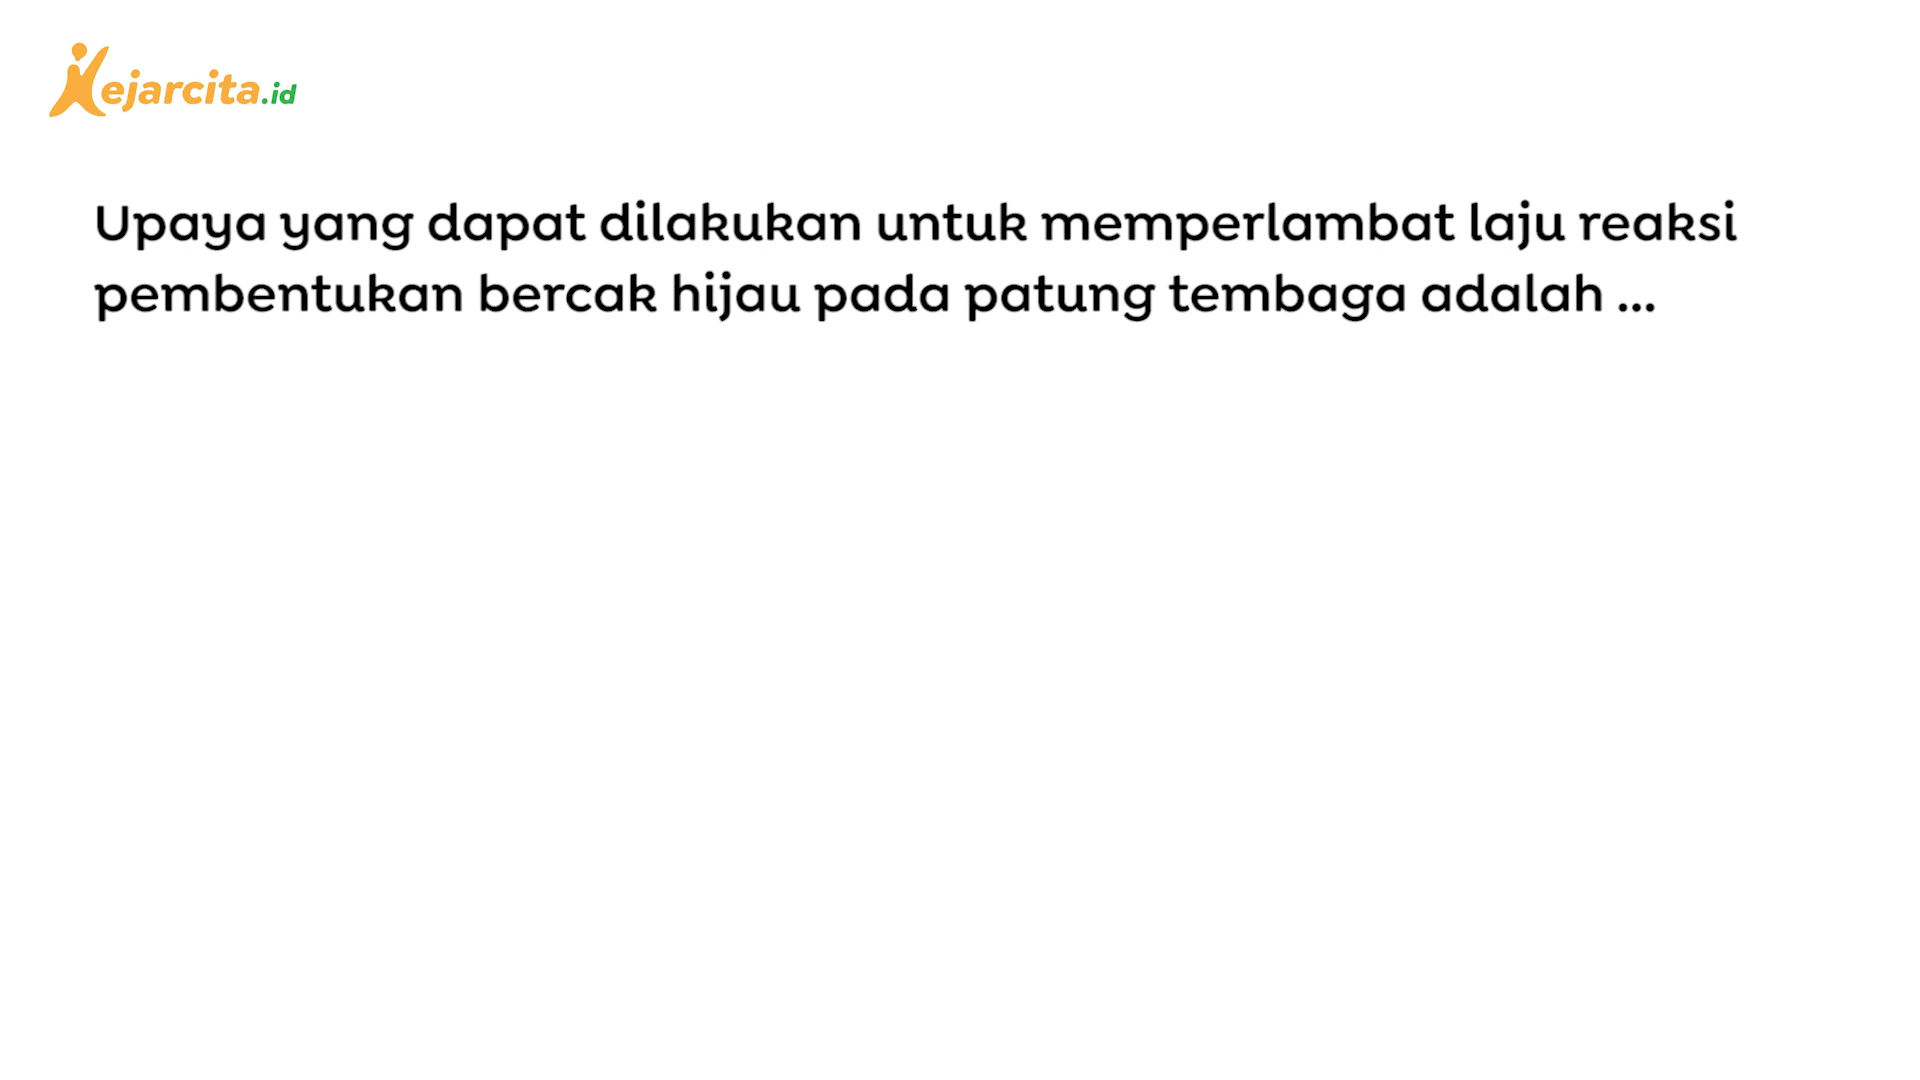 Kejarcita.id
Upaya yang dapat dilakukan untuk memperlambat laju reaksi
pembentukan bercak hijau pada patung tembaga adalah ...